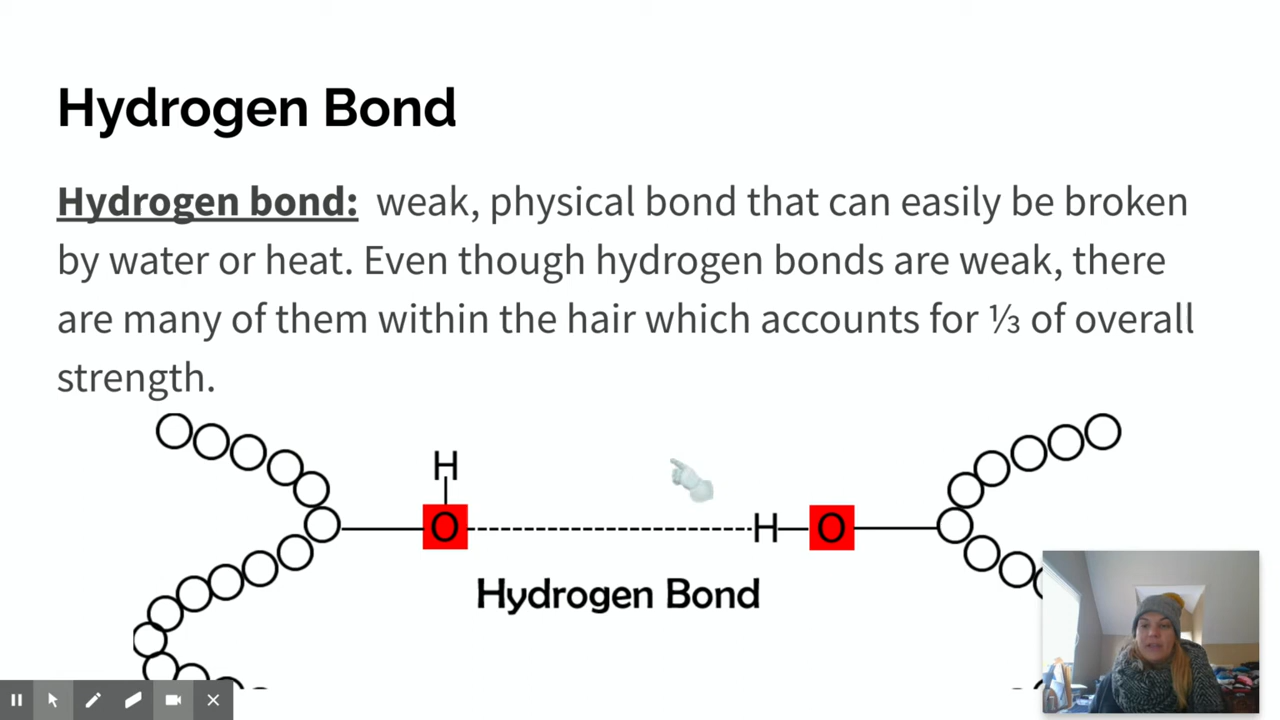 Hydrogen Bond
Hydrogen bond: weak, physical bond that can easily be broken
by water or heat. Even though hydrogen bonds are weak, there
are many of them within the hair which accounts for ⅓ of overall
strength.
H
O H O
Hydrogen Bond